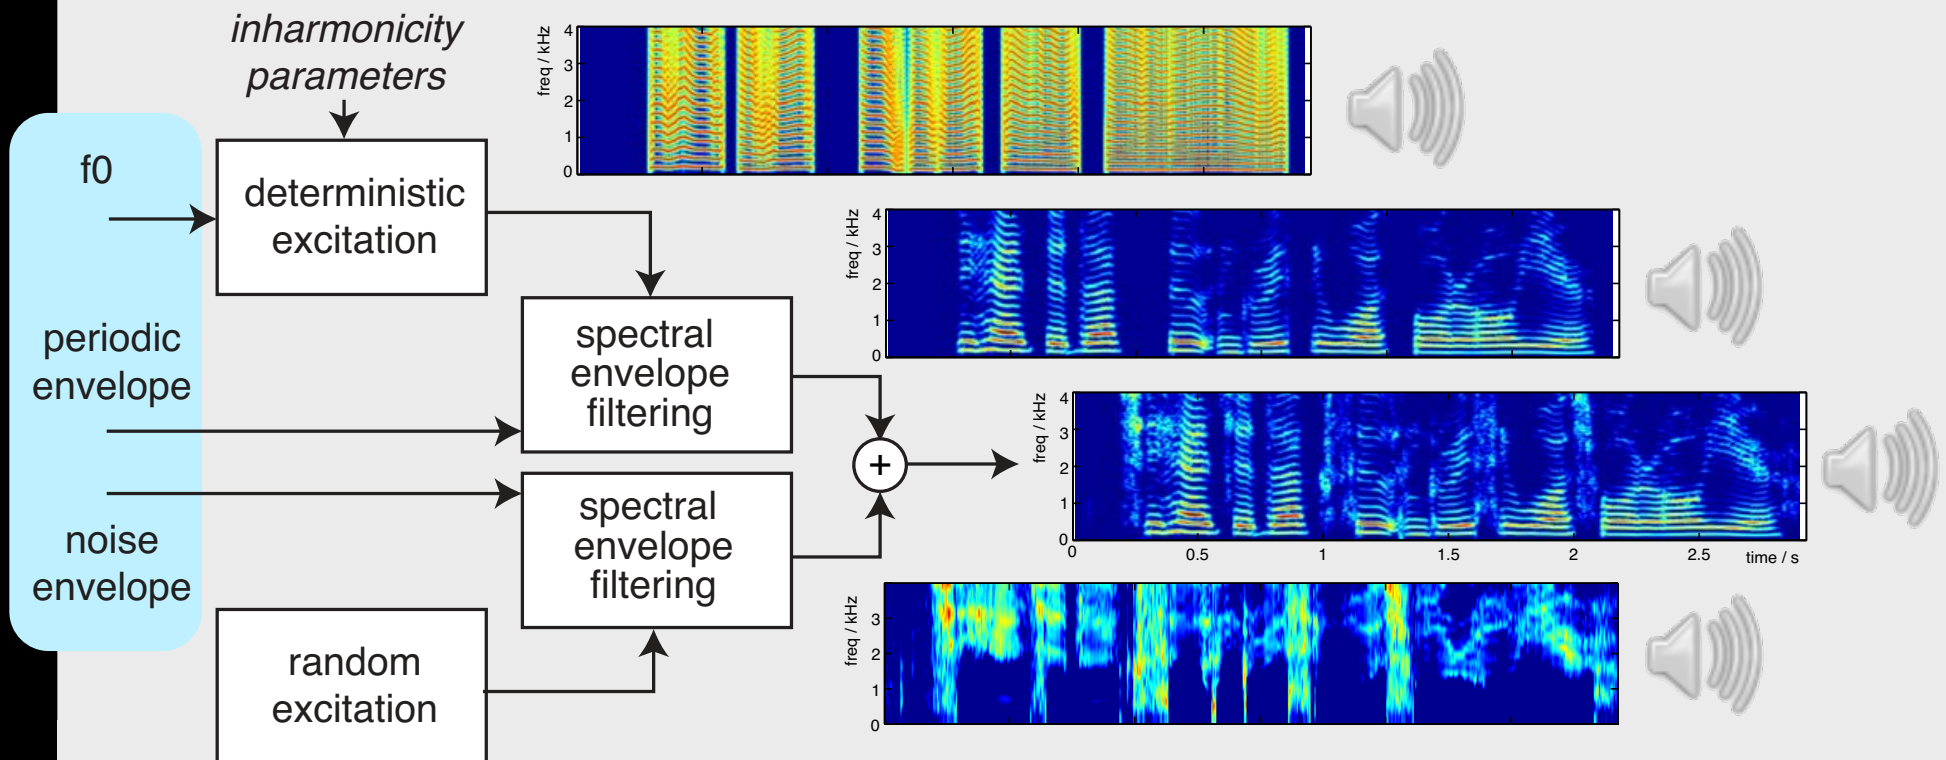 inharmonicity
parameters
f0
deterministic
excitation
periodic
envelope
spectral
envelope
filtering
+
noise
envelope
spectral
envelope
filtering
random
excitation
freq / kHz
4
3
2
1
0
freq / kHz
4
3
2
1
0
freq / kHz
4
3
2
1
0
0 0.5 1 1.5 2 2.5 time / s
freq / kHz
3
2
1
0